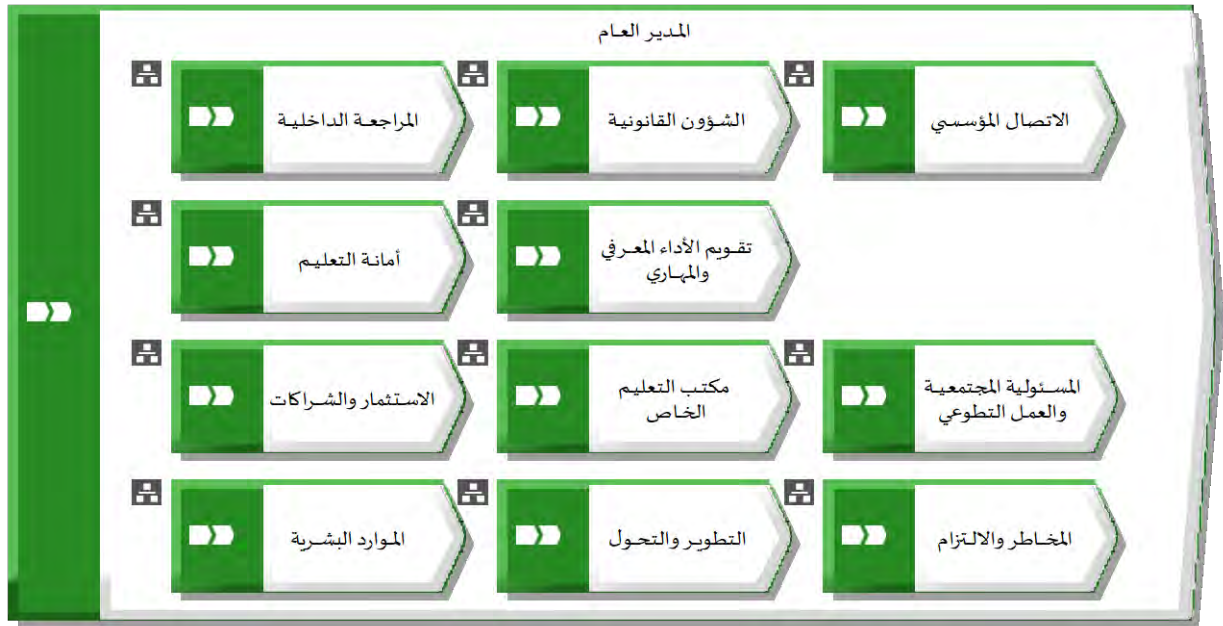 المدير العام
الاتصال المؤسسي
الشؤون القانونية
المراجعة الداخلية
تقويم الأداء المعرفي
والمهاري
أمانة التعليم
المسئولية المجتمعية
والعمل التطوعي
مكتب التعليم
الخاص
الاستثمار والشراكات
المخاطر والالتزام
التطوير والتحول
الموارد البشرية